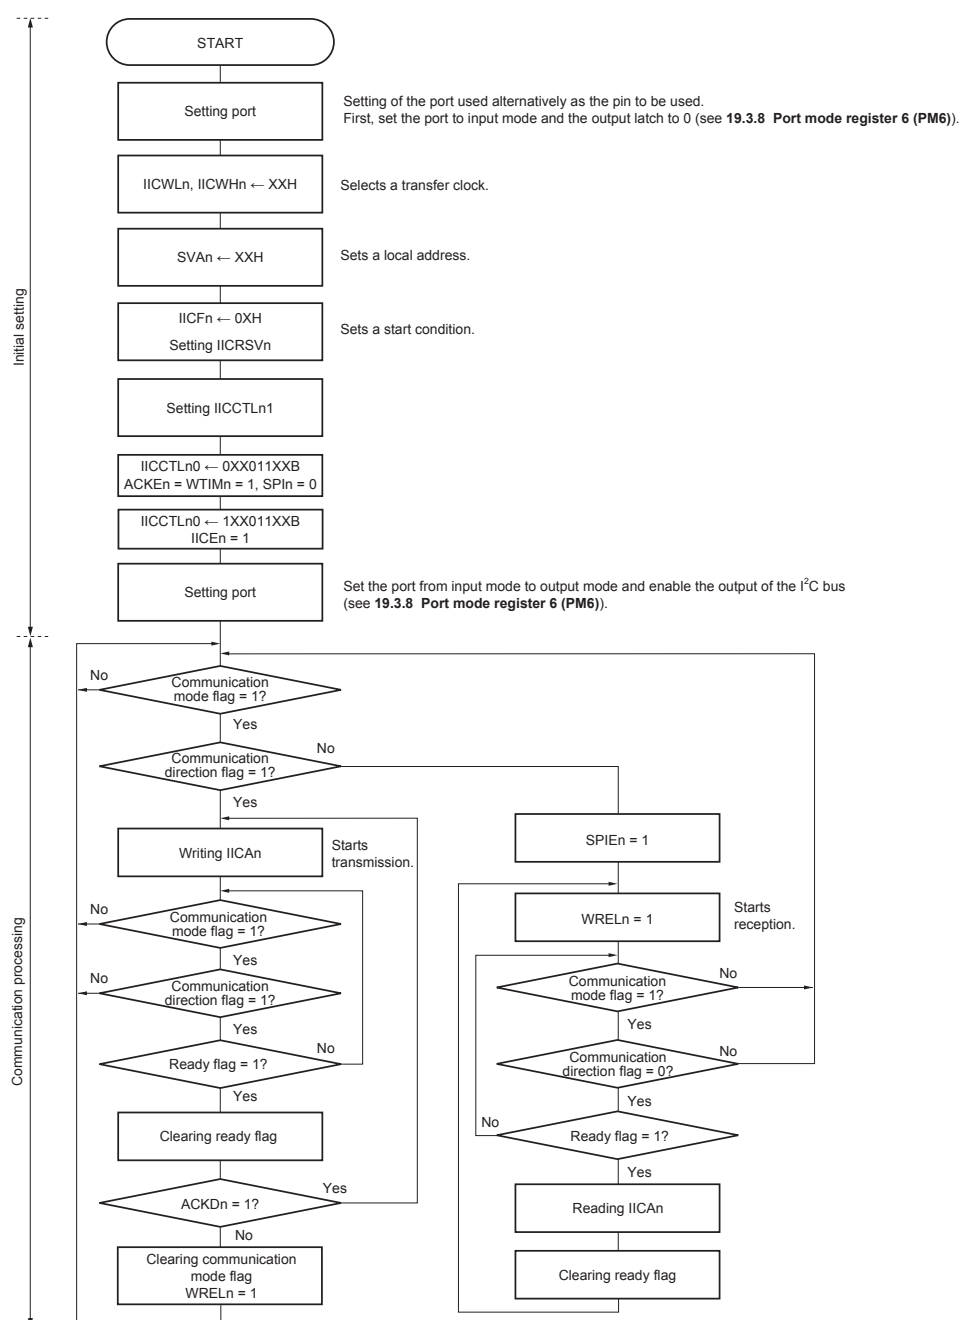 START
Setting port
Setting of the port used alternatively as the pin to be used.
First, set the port to input mode and the output latch to 0 (see 19.3.8 Port mode register 6 (PM6)).
IICWLn, IICWHn ← XXH
Selects a transfer clock.
SVAn ← XXH
Sets a local address.
IICFn ← 0XH
Setting IICRSVn
Sets a start condition.
Setting IICCTLn1
IICCTLn0 ← 0XX011XXB
ACKEn = WTIMn = 1, SPIn = 0
IICCTLn0 ← 1XX011XXB
IICEn = 1
Setting port
Set the port from input mode to output mode and enable the output of the I²C bus
(see 19.3.8 Port mode register 6 (PM6)).
Initial setting
No
Communication
mode flag = 1?
Yes
No
Communication
direction flag = 1?
Yes
Writing IICAn
Starts
transmission.
No
Communication
mode flag = 1?
Yes
No
Communication
direction flag = 1?
Yes
No
Ready flag = 1?
Yes
Clearing ready flag
Yes
ACKDn = 1?
No
Clearing communication
mode flag
WRELn = 1
SPIEn = 1
WRELn = 1
Starts
reception.
No
Communication
mode flag = 1?
Yes
No
Communication
direction flag = 0?
Yes
No
Ready flag = 1?
Yes
Reading IICAn
Clearing ready flag
Communication processing